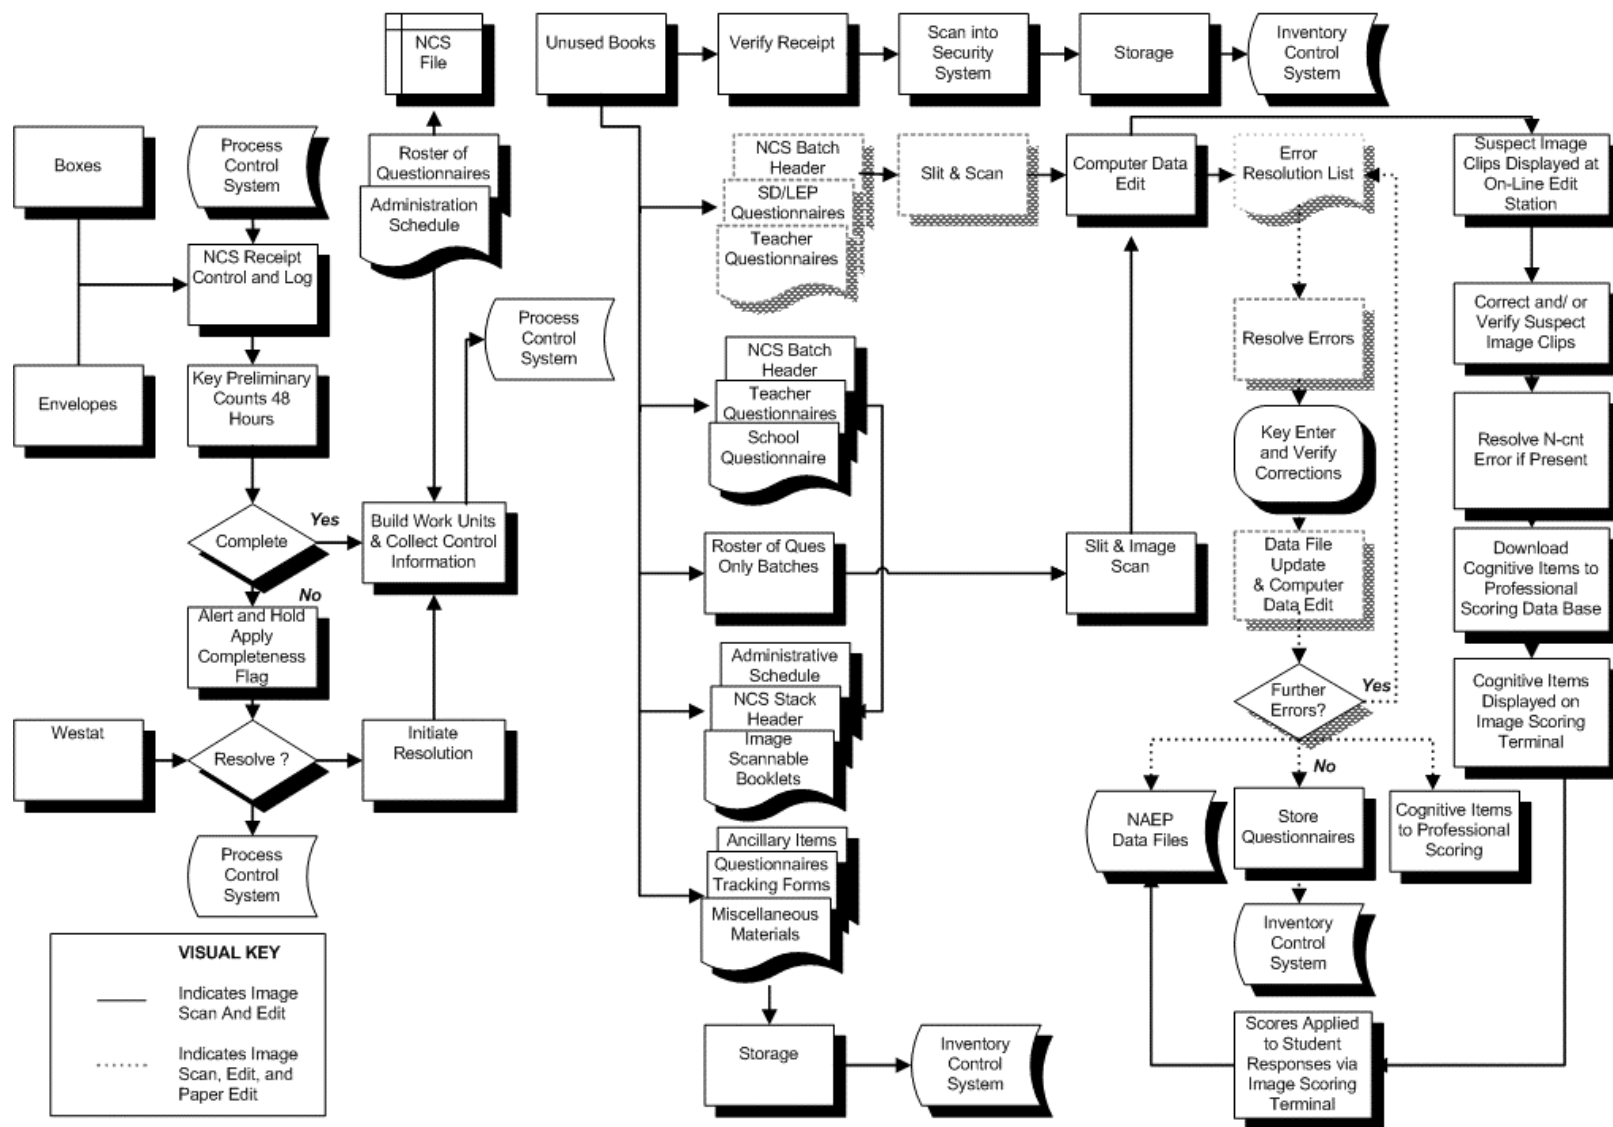 NCS
File
Unused Books
Verify Receipt
Scan into
Security
System
Storage
Inventory
Control
System
Boxes
Process
Control
System
Roster of
Questionnaires
Administration
Schedule
NCS Batch
Header
SD/LEP
Questionnaires
Teacher
Questionnaires
Slit & Scan
Computer Data
Edit
Error
Resolution List
Suspect Image
Clips Displayed at
On-Line Edit
Station
NCS Receipt
Control and Log
Process
Control
System
Resolve Errors
Correct and/ or
Verify Suspect
Image Clips
Envelopes
Key Preliminary
Counts 48
Hours
NCS Batch
Header
Teacher
Questionnaires
School
Questionnaire
Key Enter
and Verify
Corrections
Resolve N-cnt
Error if Present
Complete
Yes
No
Build Work Units
& Collect Control
Information
Roster of Ques
Only Batches
Slit & Image
Scan
Data File
Update
& Computer
Data Edit
Download
Cognitive Items to
Professional
Scoring Data Base
Alert and Hold
Apply
Completeness
Flag
Administrative
Schedule
NCS Stack
Header
Image
Scannable
Booklets
Further
Errors?
Yes
No
Cognitive Items
Displayed on
Image Scoring
Terminal
Westat
Resolve ?
Initiate
Resolution
NAEP
Data Files
Store
Questionnaires
Cognitive Items
to Professional
Scoring
Process
Control
System
Ancillary Items
Questionnaires
Tracking Forms
Miscellaneous
Materials
Inventory
Control
System
VISUAL KEY
Indicates Image
Scan And Edit
Indicates Image
Scan, Edit, and
Paper Edit
Storage
Inventory
Control
System
Scores Applied
to Student
Responses via
Image Scoring
Terminal